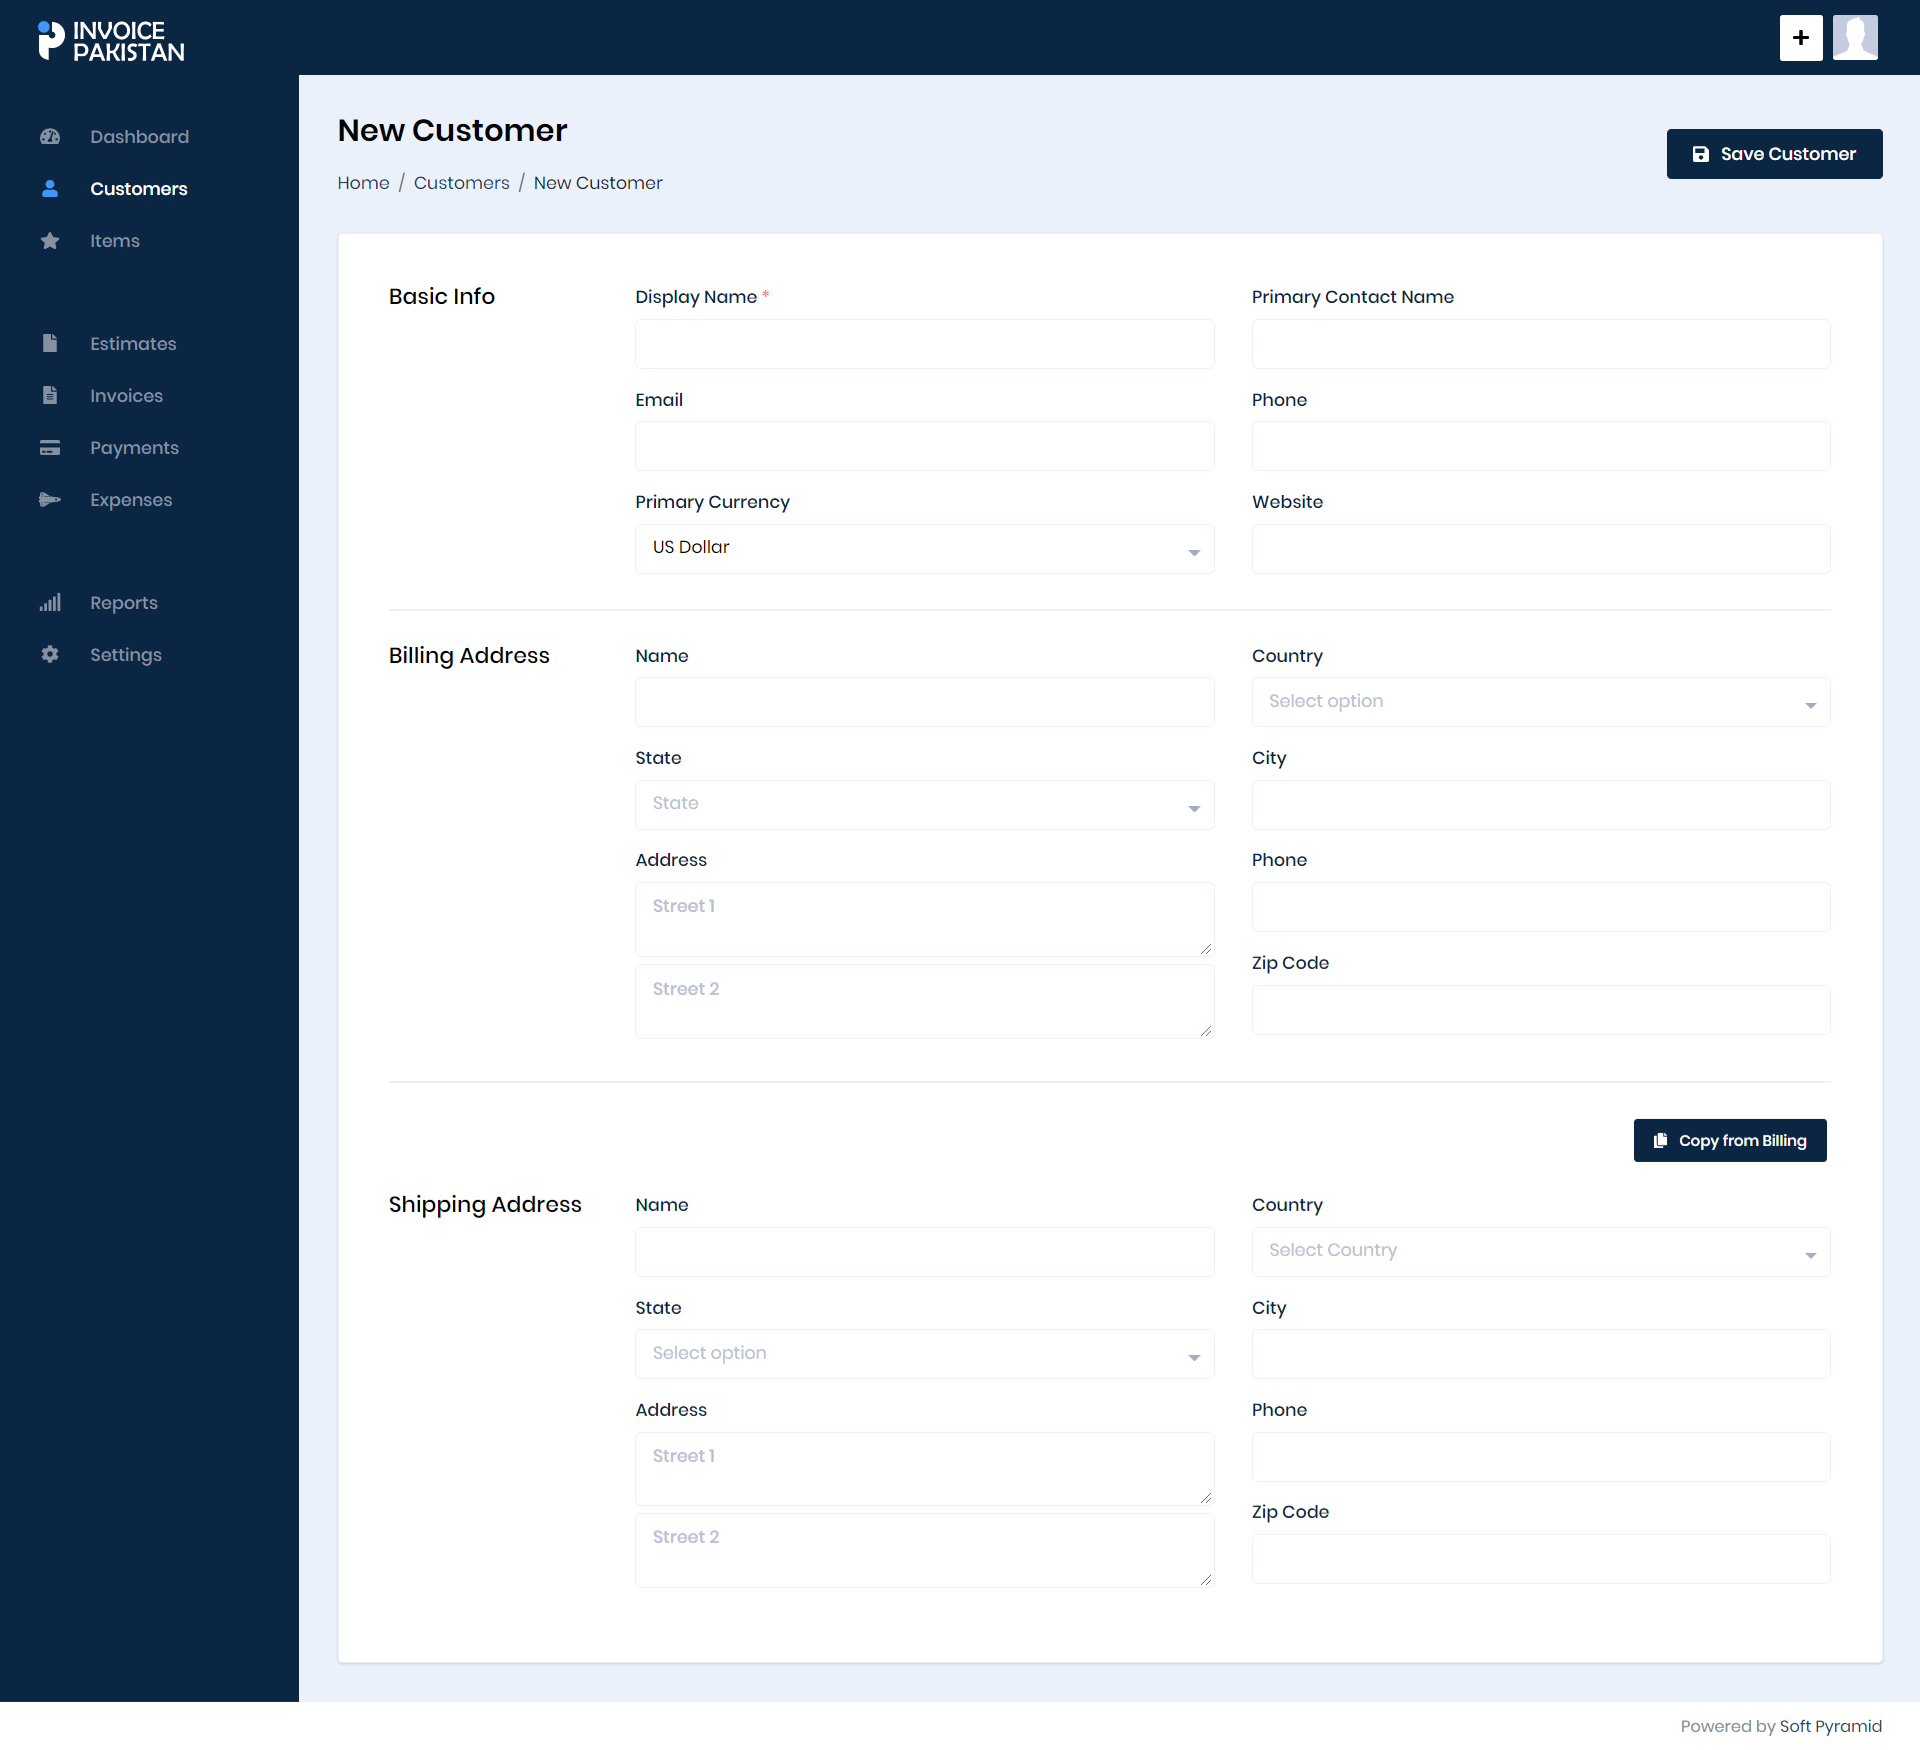 INVOICE
PAKISTAN
Dashboard
Customers
Items
Estimates
Invoices
Payments
Expenses
Reports
Settings
New Customer
Home / Customers / New Customer
Save Customer
Basic Info
Display Name *
Primary Contact Name
Email
Phone
Primary Currency
Website
US Dollar
Billing Address
Name
Country
Select option
State
City
State
Address
Phone
Street 1
Zip Code
Street 2
Copy from Billing
Shipping Address
Name
Country
Select Country
State
City
Select option
Address
Phone
Street 1
Zip Code
Street 2
Powered by Soft Pyramid